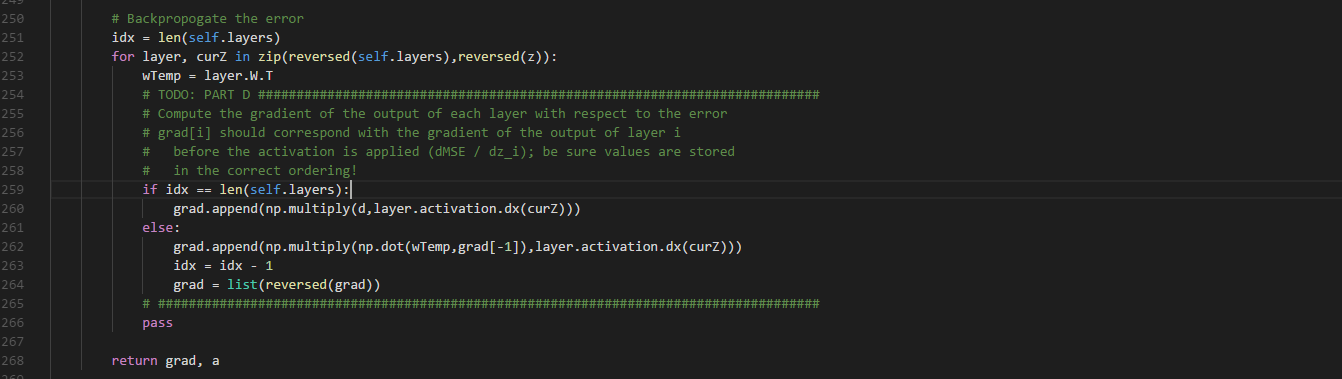 249
250 # Backpropogate the error
251 idx = len(self.layers)
252 for layer, curZ in zip(reversed(self.layers),reversed(z)):
253 wTemp = layer.W.T
254 # TODO: PART D #########################################################################
255 # Compute the gradient of the output of each layer with respect to the error
256 # grad[i] should correspond with the gradient of the output of layer i
257 #   before the activation is applied (dMSE / dz_i); be sure values are stored
258 #   in the correct ordering!
259 if idx == len(self.layers):
260 grad.append(np.multiply(d,layer.activation.dx(curZ)))
261 else:
262 grad.append(np.multiply(np.dot(wTemp,grad[-1]),layer.activation.dx(curZ)))
263 idx = idx - 1
264 grad = list(reversed(grad))
265 # ######################################################################################
266 pass
267
268 return grad, a
269